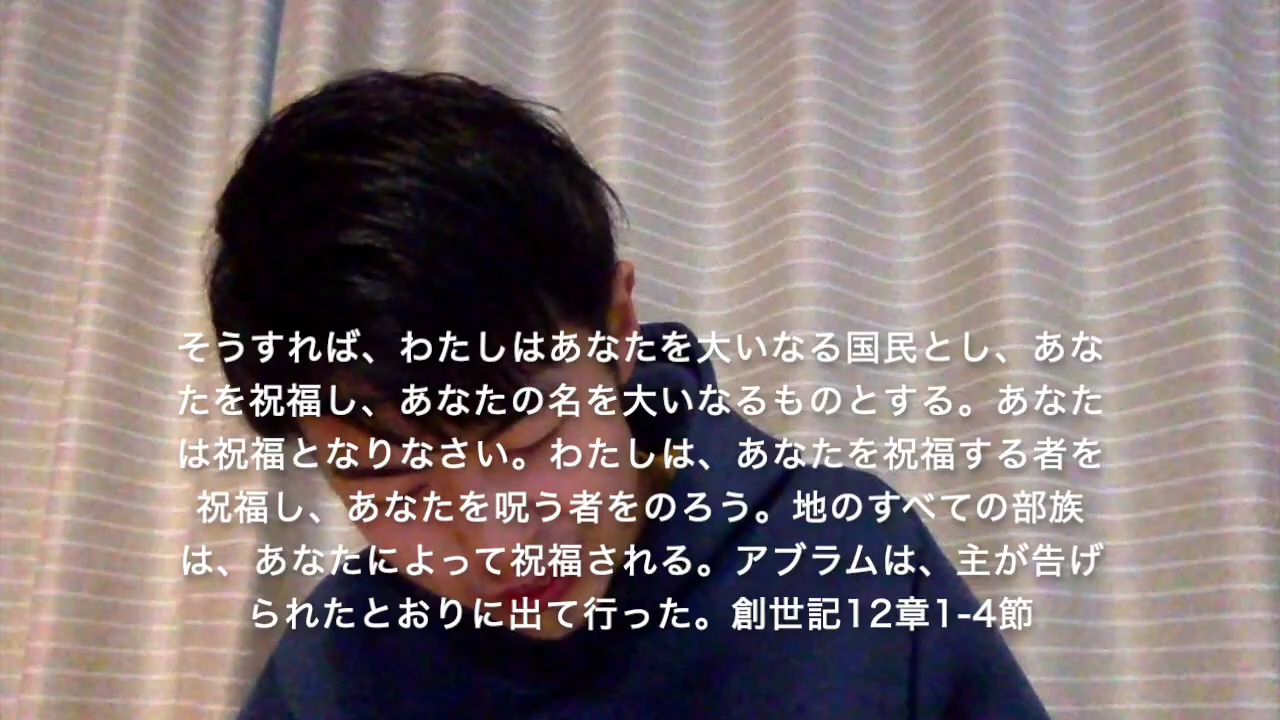 そうすれば、わたしはあなたを大いなる国民とし、あな
たを祝福し、あなたの名を大いなるものとする。あなた
は祝福となりなさい。わたしは、あなたを祝福する者を
祝福し、あなたを呪う者をのろう。地のすべての部族
は、あなたによって祝福される。アブラムは、主が告げ
られたとおりに出て行った。創世記12章1-4節